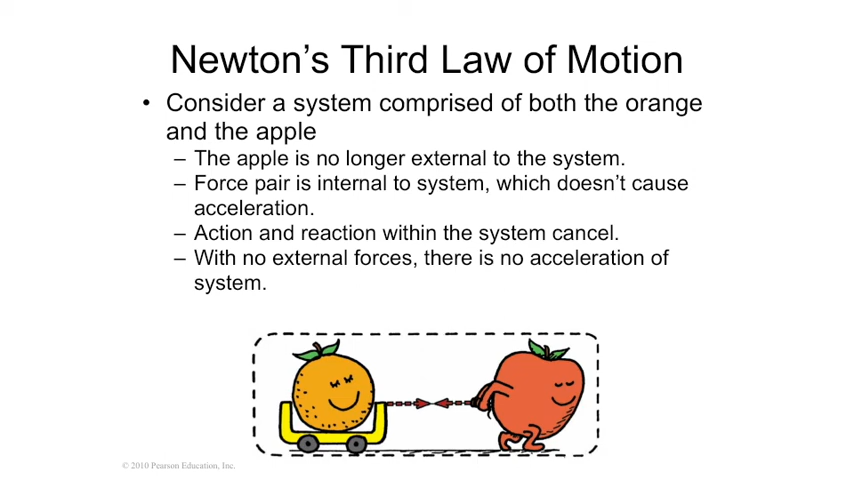 Newton’s Third Law of Motion
• Consider a system comprised of both the orange
and the apple
– The apple is no longer external to the system.
– Force pair is internal to system, which doesn’t cause
acceleration.
– Action and reaction within the system cancel.
– With no external forces, there is no acceleration of
system.
© 2010 Pearson Education, Inc.